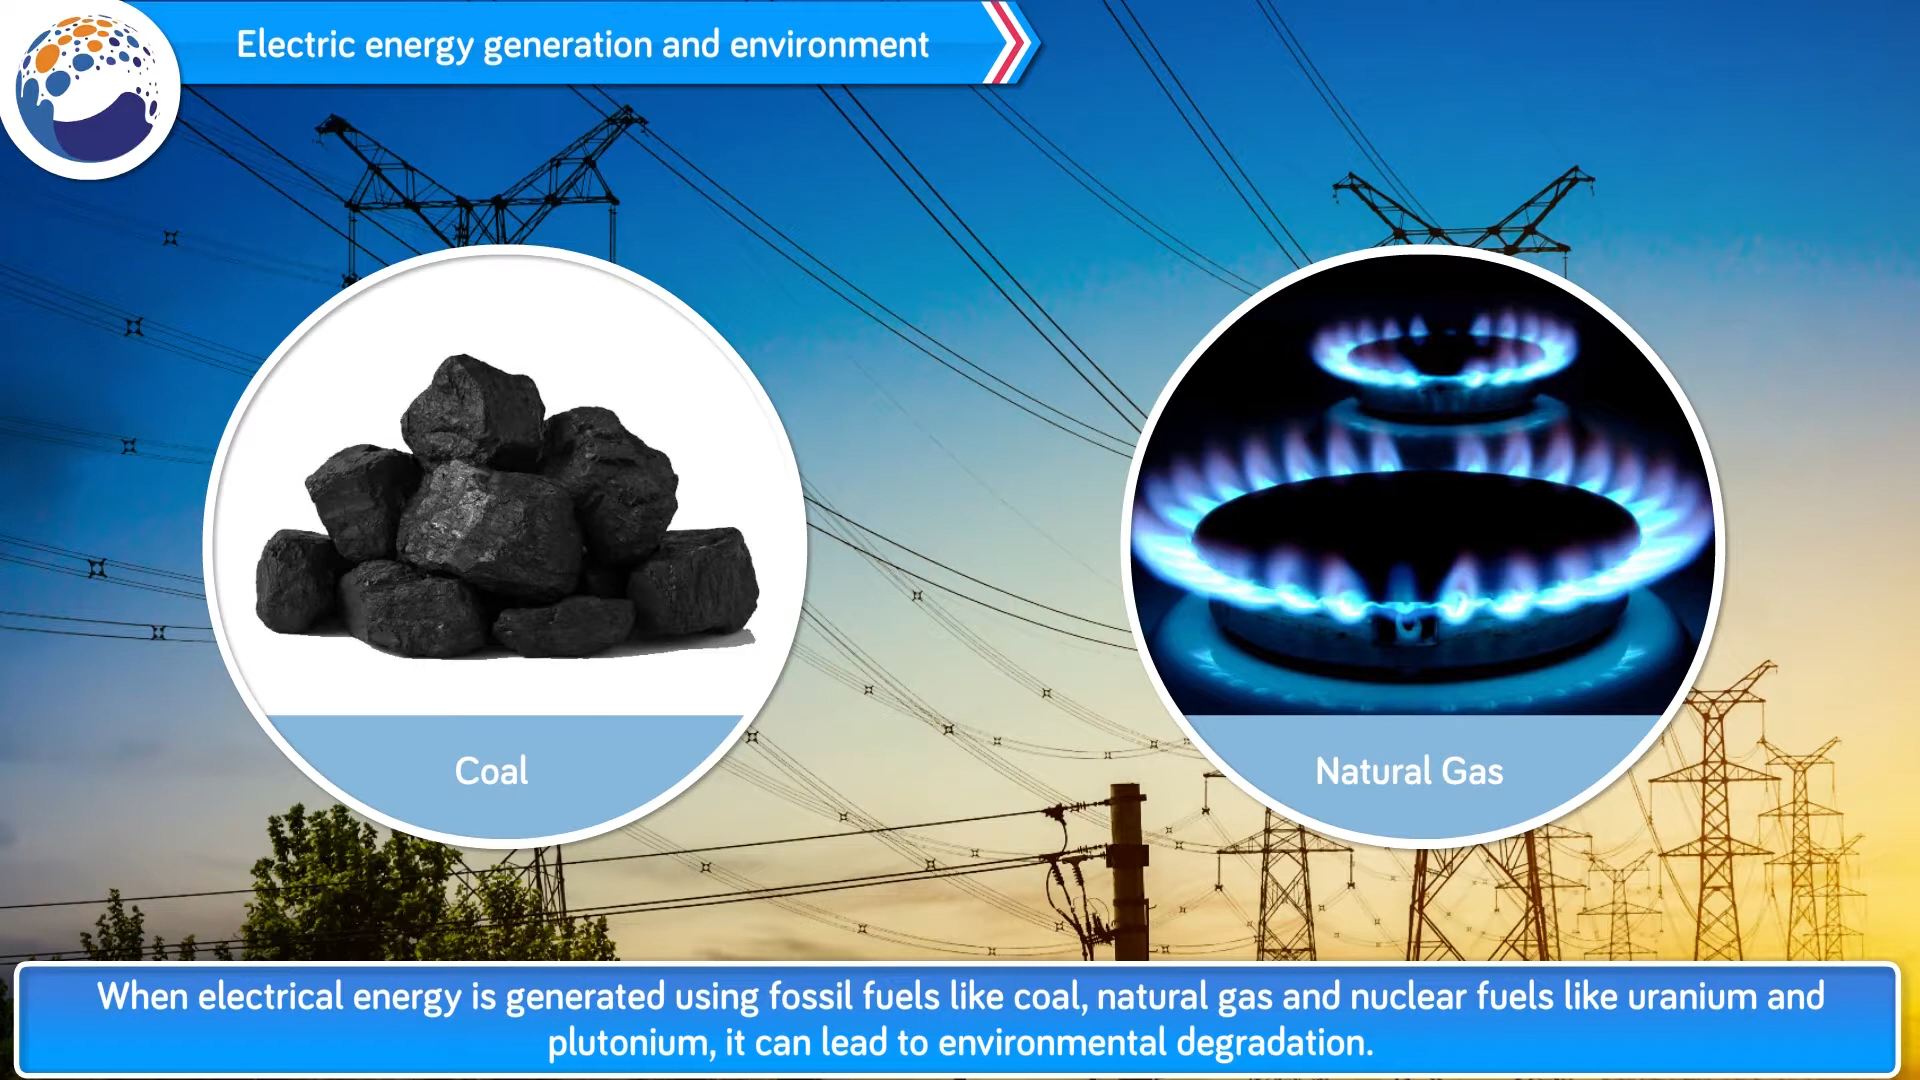 Electric energy generation and environment
Coal
Natural Gas
When electrical energy is generated using fossil fuels like coal, natural gas and nuclear fuels like uranium and
plutonium, it can lead to environmental degradation.